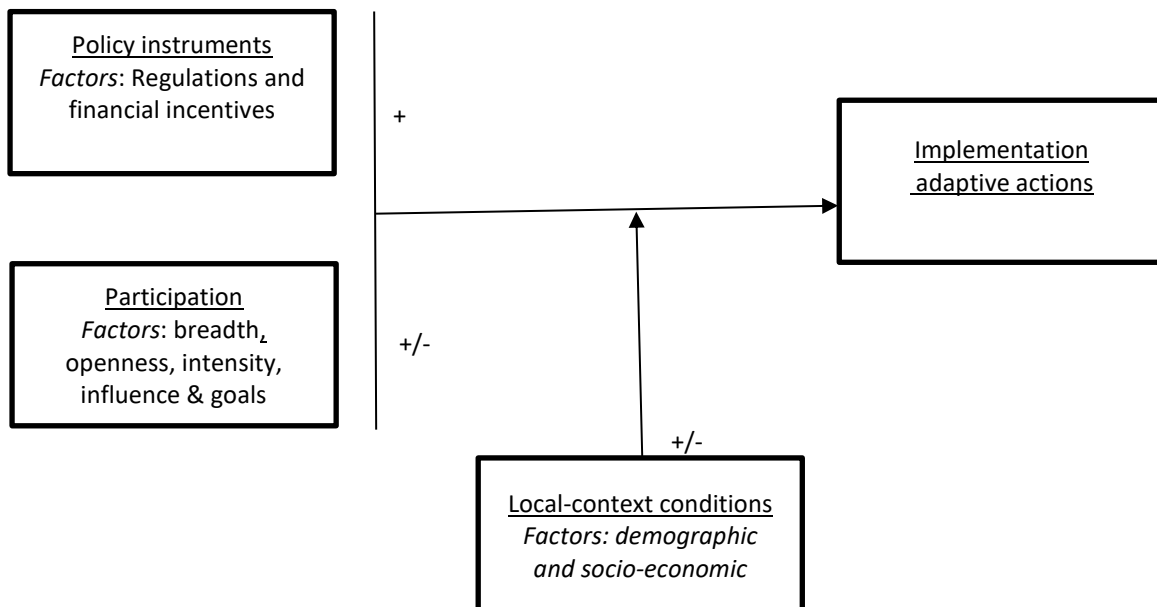 Policy instruments
Factors: Regulations and
financial incentives
+
Implementation
adaptive actions
Participation
Factors: breadth,
openness, intensity,
influence & goals
+/-
+/-
Local-context conditions
Factors: demographic
and socio-economic